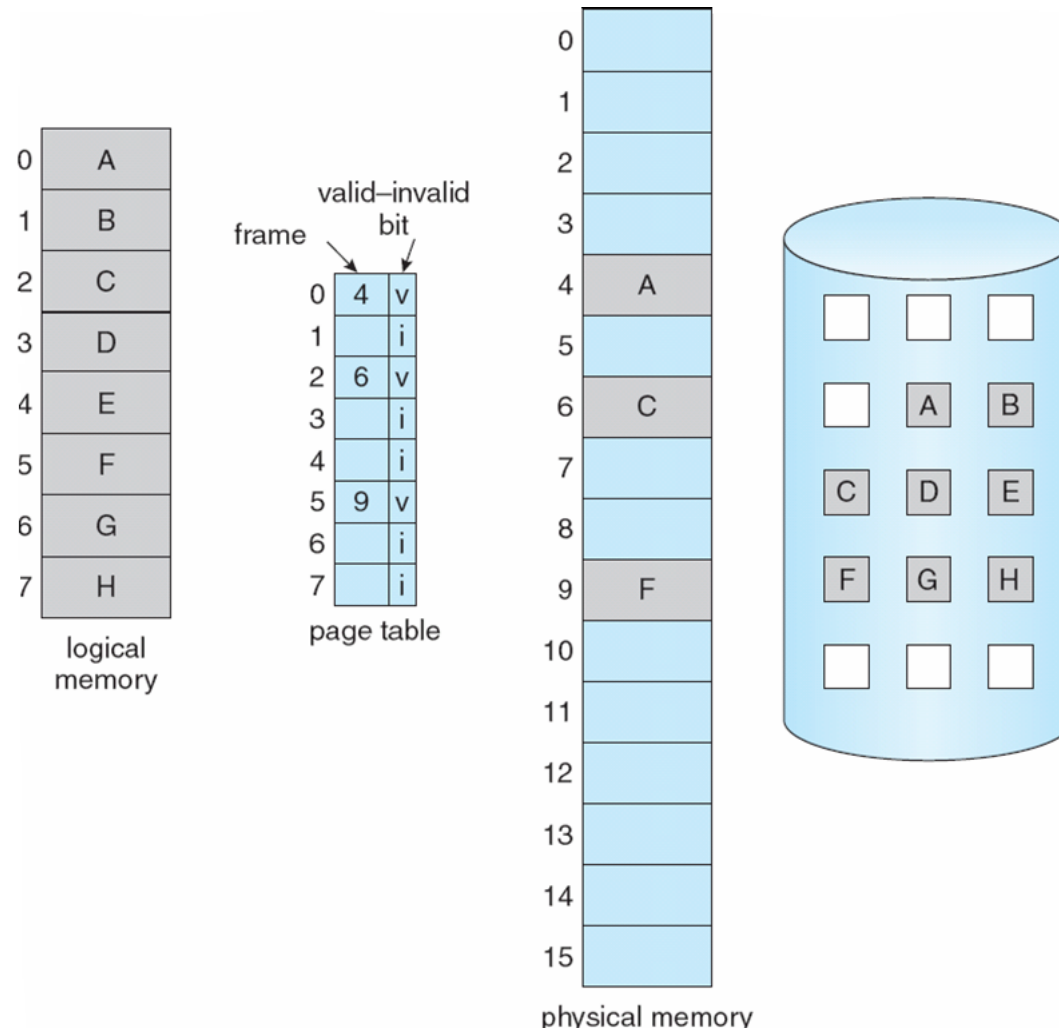 0 A
1 B
2 C
3 D
4 E
5 F
6 G
7 H
logical
memory
valid–invalid
bit
frame
0 4 v
1 i
2 6 v
3 i
4 i
5 9 v
6 i
7 i
page table
0
1
2
3
4 A
5
6 C
7
8
9 F
10
11
12
13
14
15
physical memory
A B
C D E
F G H